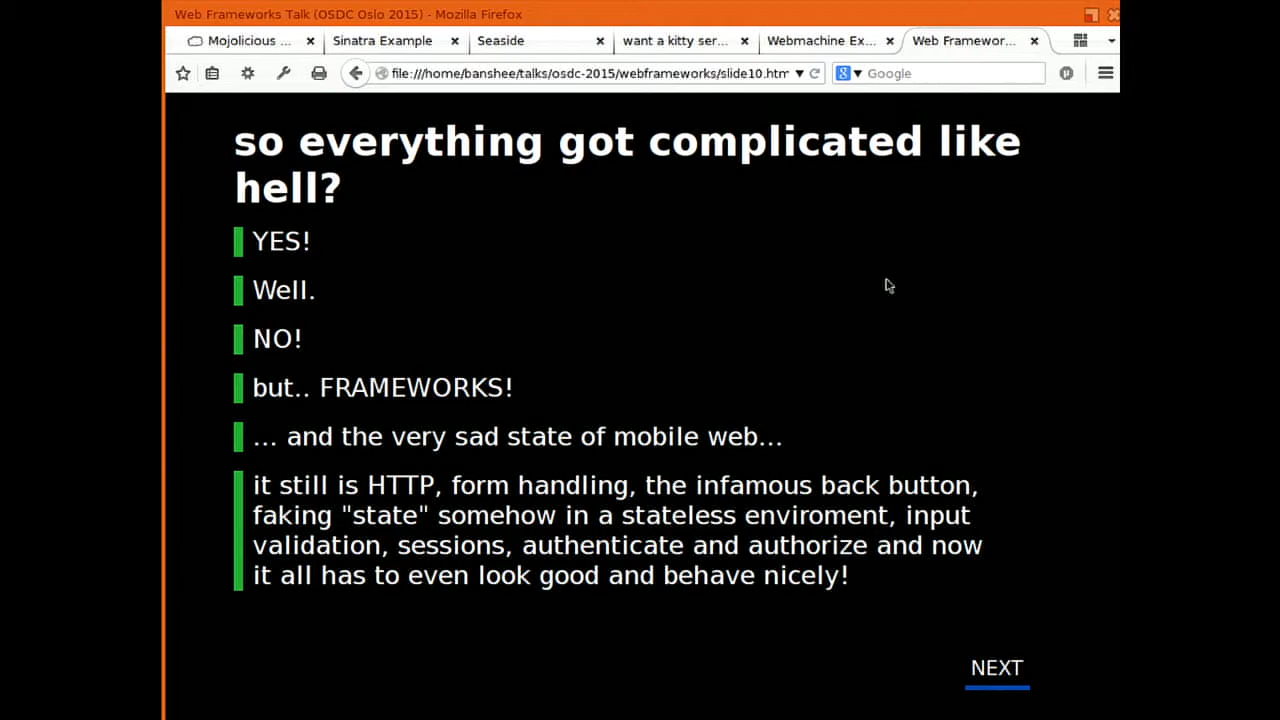 Web Frameworks Talk (OSDC Oslo 2015) - Mozilla Firefox
Mojolicious ... Sinatra Example Seaside want a kitty ser... Webmachine Ex... Web Framewor...
file:///home/banshee/talks/osdc-2015/webframeworks/slide10.htm Google
so everything got complicated like
hell?
YES!
Well.
NO!
but.. FRAMEWORKS!
... and the very sad state of mobile web...
it still is HTTP, form handling, the infamous back button,
faking "state" somehow in a stateless enviroment, input
validation, sessions, authenticate and authorize and now
it all has to even look good and behave nicely!
NEXT